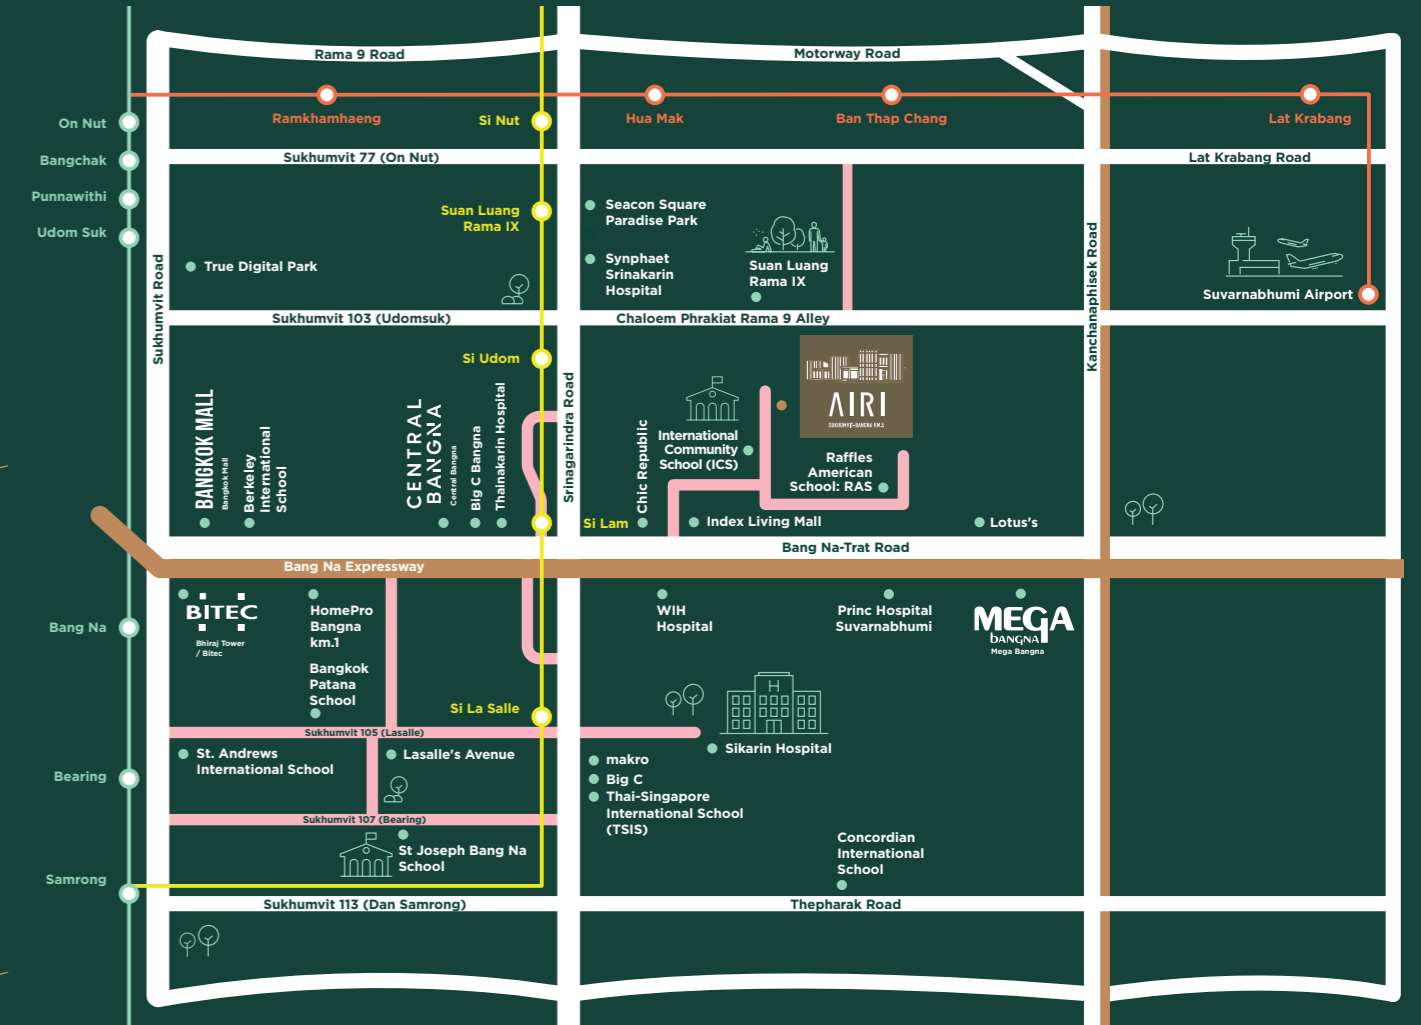 Rama 9 Road
Motorway Road
Ramkhamhaeng
Si Nut
Hua Mak
Ban Thap Chang
Lat Krabang
On Nut
Bangchak
Punnawithi
Udom Suk
Sukhumvit 77 (On Nut)
Lat Krabang Road
Suan Luang
Rama IX
Seacon Square
Paradise Park
Synphaet
Srinakarin
Hospital
Suan Luang
Rama IX
True Digital Park
Sukhumvit Road
Kanchanaphisek Road
Suvarnabhumi Airport
Sukhumvit 103 (Udomsuk)
Chaloem Phrakiat Rama 9 Alley
Si Udom
Srinagarindra Road
BANGKOK MALL
Bangkok Mall
Berkeley
International
School
CENTRAL
BANGNA
Central Bangna
Big C Bangna
Thainakarin Hospital
Chic Republic
International
Community
School (ICS)
AIRI
SUKHUMVIT-BANGNA KM.5
Raffles
American
School: RAS
Si Lam
Index Living Mall
Lotus's
Bang Na-Trat Road
Bang Na Expressway
Bang Na
BITEC
Bhiraj Tower
/ Bitec
HomePro
Bangna
km.1
Bangkok
Patana
School
WIH
Hospital
Princ Hospital
Suvarnabhumi
MEGA
bANGNA
Mega Bangna
Si La Salle
Sukhumvit 105 (Lasalle)
Sikarin Hospital
St. Andrews
International School
Lasalle's Avenue
makro
Big C
Thai-Singapore
International School
(TSIS)
Bearing
Sukhumvit 107 (Bearing)
St Joseph Bang Na
School
Concordian
International
School
Samrong
Sukhumvit 113 (Dan Samrong)
Thepharak Road